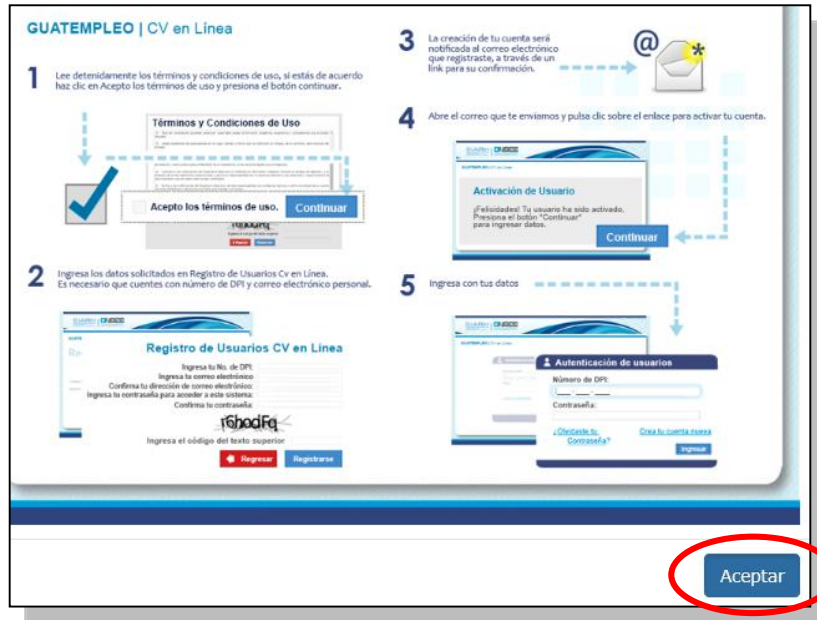 GUATEMPLEO | CV en Línea
1
Lee detenidamente los términos y condiciones de uso, si estás de acuerdo
haz clic en Acepto los términos de uso y presiona el botón continuar.
Términos y Condiciones de Uso
Acepto los términos de uso.
Continuar
2
Ingresa los datos solicitados en Registro de Usuarios Cv en Línea.
Es necesario que cuentes con número de DPI y correo electrónico personal.
Registro de Usuarios CV en Linea
Ingresa tu No. de DPI:
Ingresa tu correo electrónico
Confirma tu dirección de correo electrónico:
Ingresa tu contraseña para acceder a este sistema:
Confirma tu contraseña:
r6hodFq
Ingresa el código del texto superior
Regresar
Registrarse
3
La creación de tu cuenta será
notificada al correo electrónico
que registraste, a través de un
link para su confirmación.
@
4
Abre el correo que te enviamos y pulsa clic sobre el enlace para activar tu cuenta.
Activación de Usuario
¡Felicidades! Tu usuario ha sido activado.
Presiona el botón "Continuar"
para ingresar datos.
Continuar
5
Ingresa con tus datos
Autenticación de usuarios
Número de DPI:
Contraseña:
¿Olvidaste tu
Contraseña?
Crea tu cuenta nueva
Ingresar
Aceptar